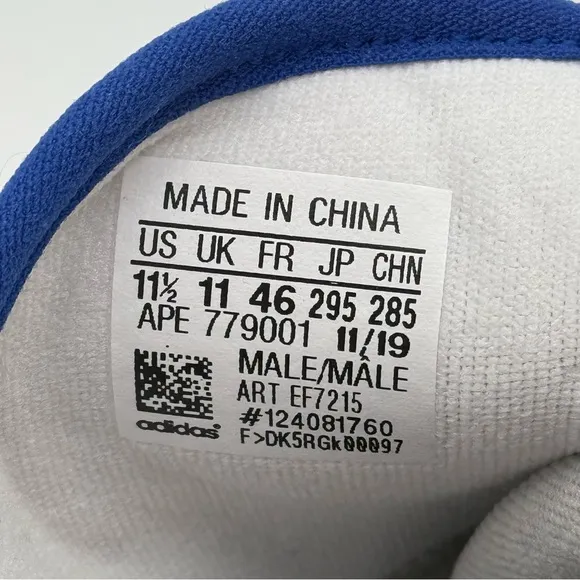 MADE IN CHINA
US UK FR JP CHN
11½ 11 46 295 285
APE 779001 11/19
MALE/MÂLE
ART EF7215
#124081760
adidas® F>DK5RGk00097